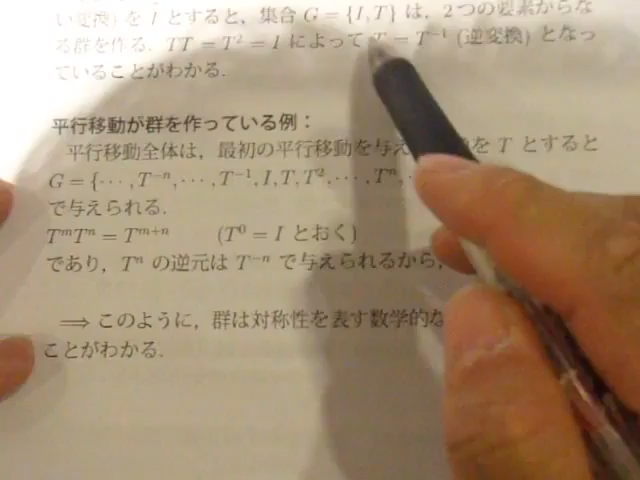 い変換) を I とすると，集合 G = {I, T} は，2つの要素からな
る群を作る．TT = T² = I によって T = T⁻¹ (逆変換) となっ
ていることがわかる．
平行移動が群を作っている例：
平行移動全体は，最初の平行移動を与え を T とすると
G = {⋯, T⁻ⁿ, ⋯, T⁻¹, I, T, T², ⋯, Tⁿ, ⋯
で与えられる．
TᵐTⁿ = Tᵐ⁺ⁿ (T⁰ = I とおく)
であり，Tⁿ の逆元は T⁻ⁿ で与えられるから，
⟹ このように，群は対称性を表す数学的な
ことがわかる．